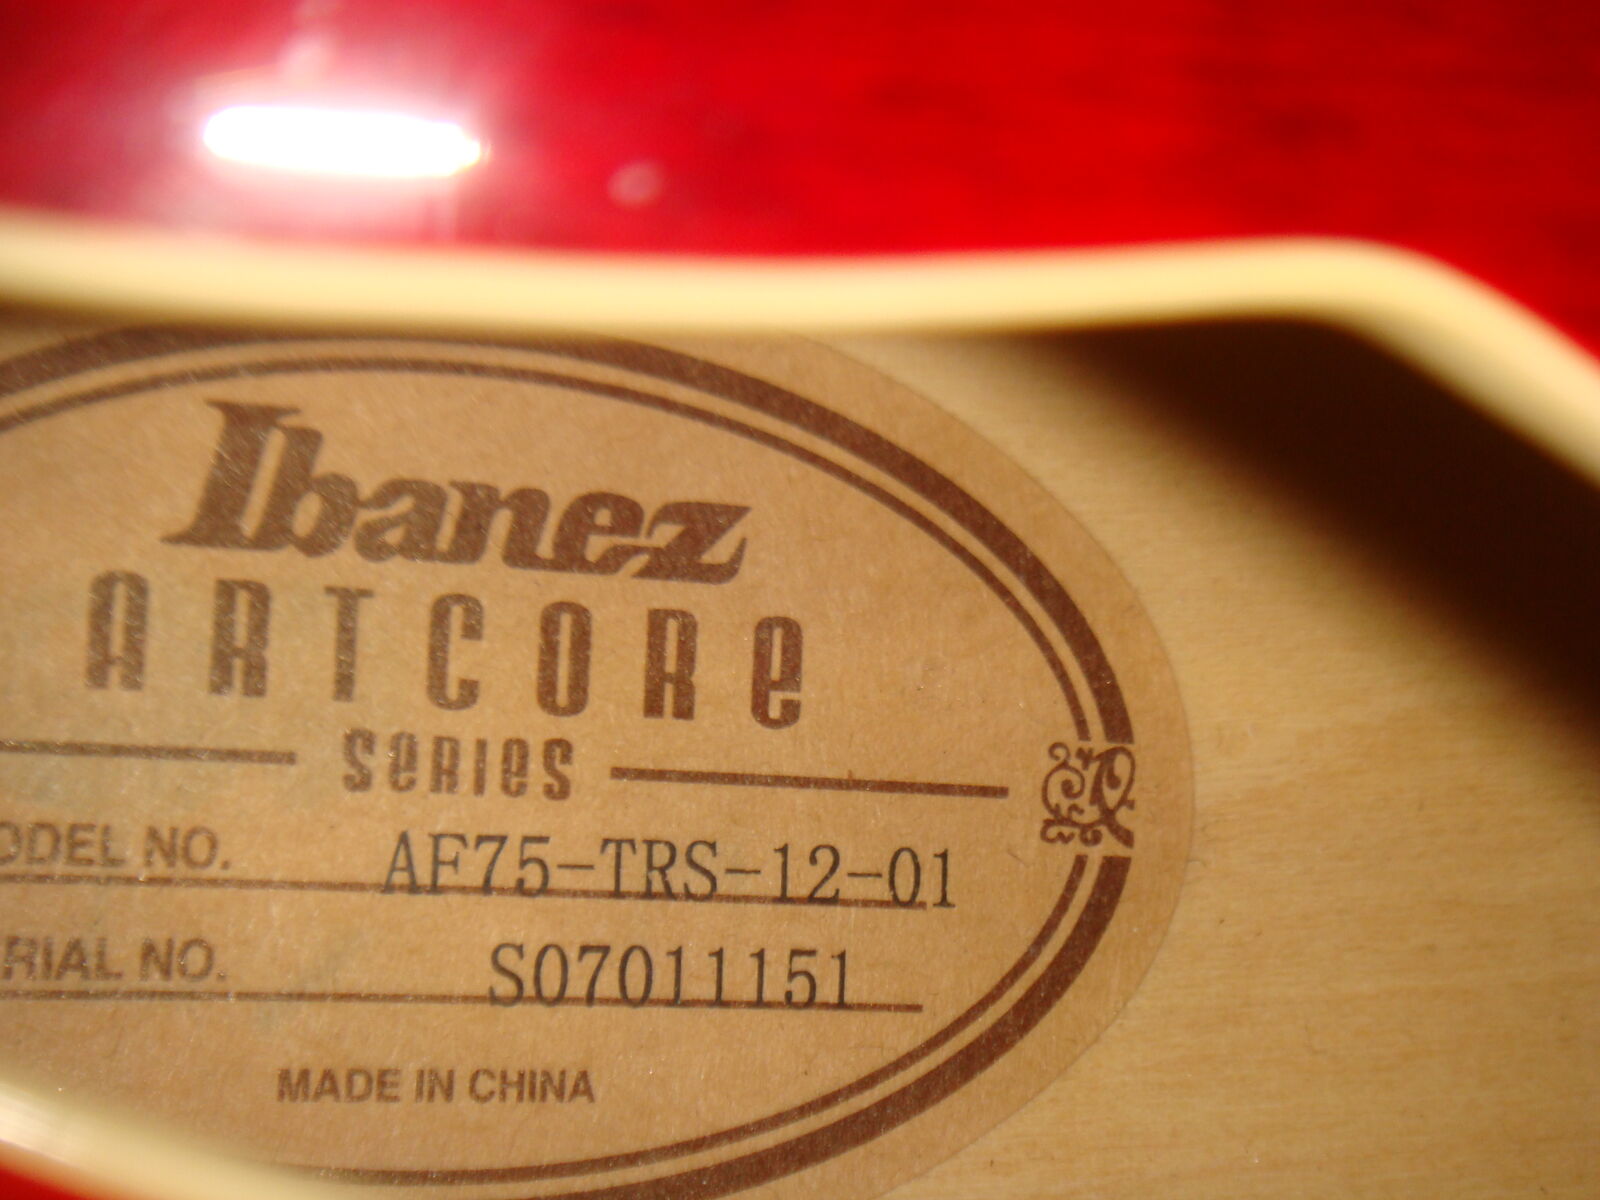 Ibanez
ARTCORE
SERIES
ODEL NO. AF75-TRS-12-01
RIAL NO. S07011151
MADE IN CHINA